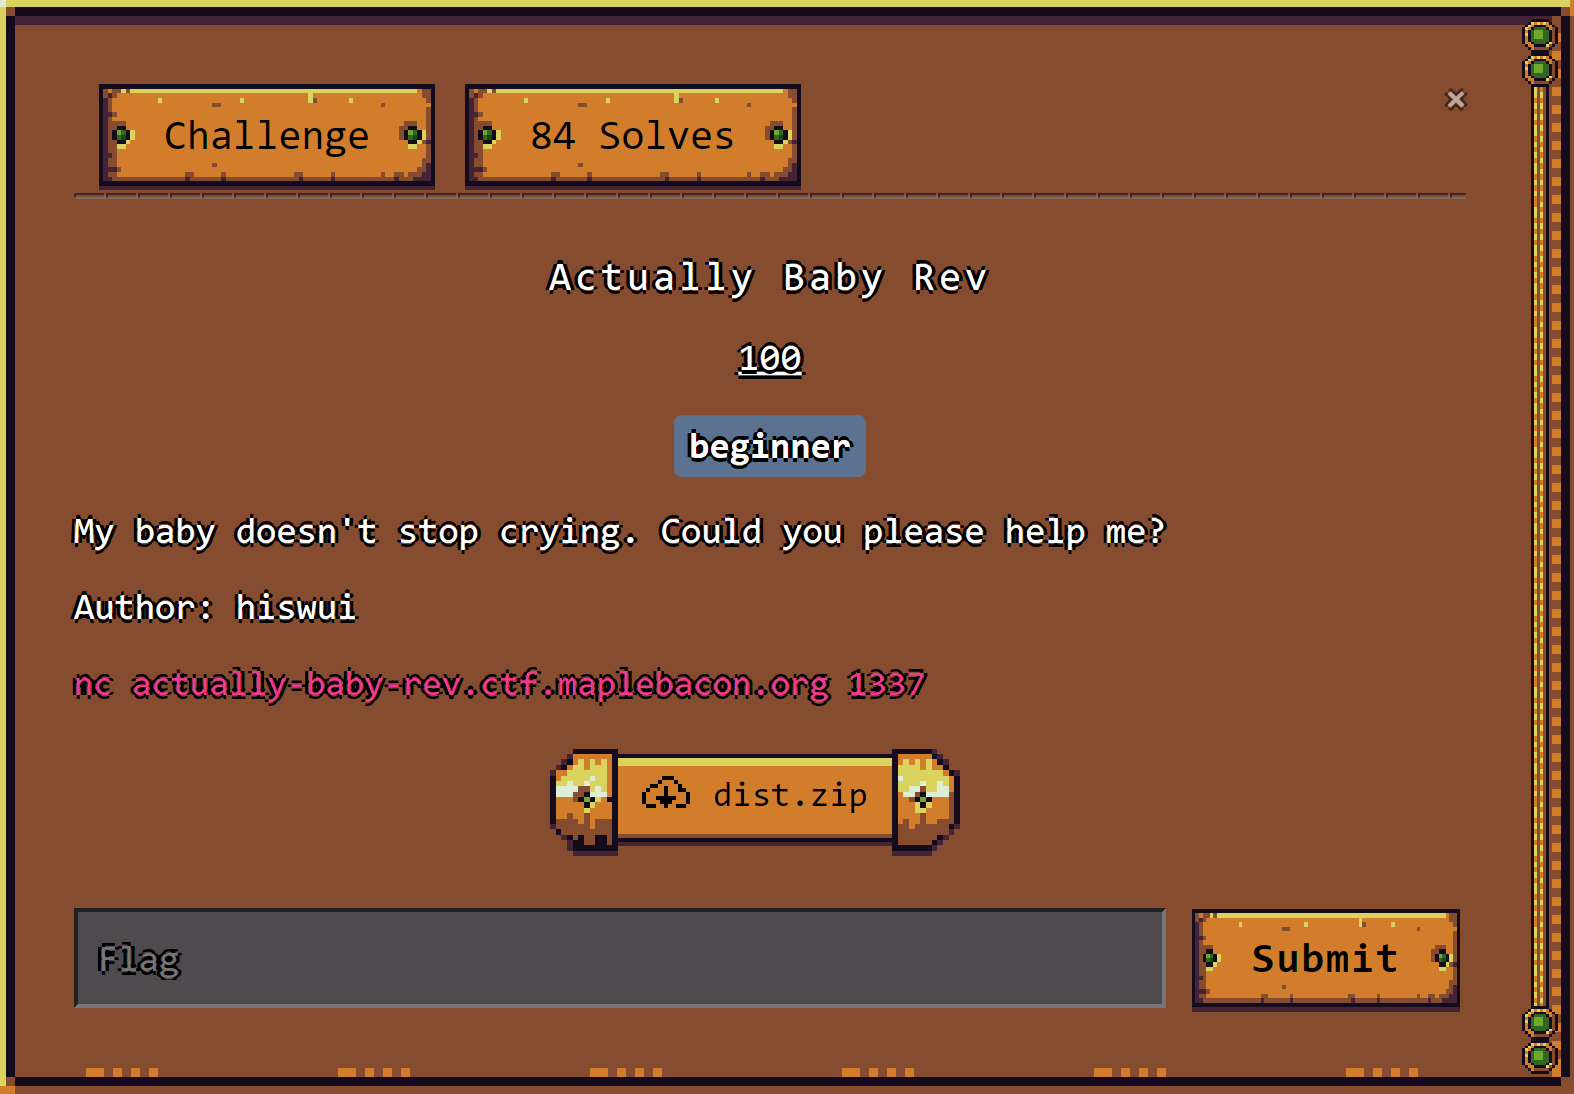 Challenge
84 Solves
×
Actually Baby Rev
100
beginner
My baby doesn't stop crying. Could you please help me?
Author: hiswui
nc actually-baby-rev.ctf.maplebacon.org 1337
dist.zip
Flag
Submit